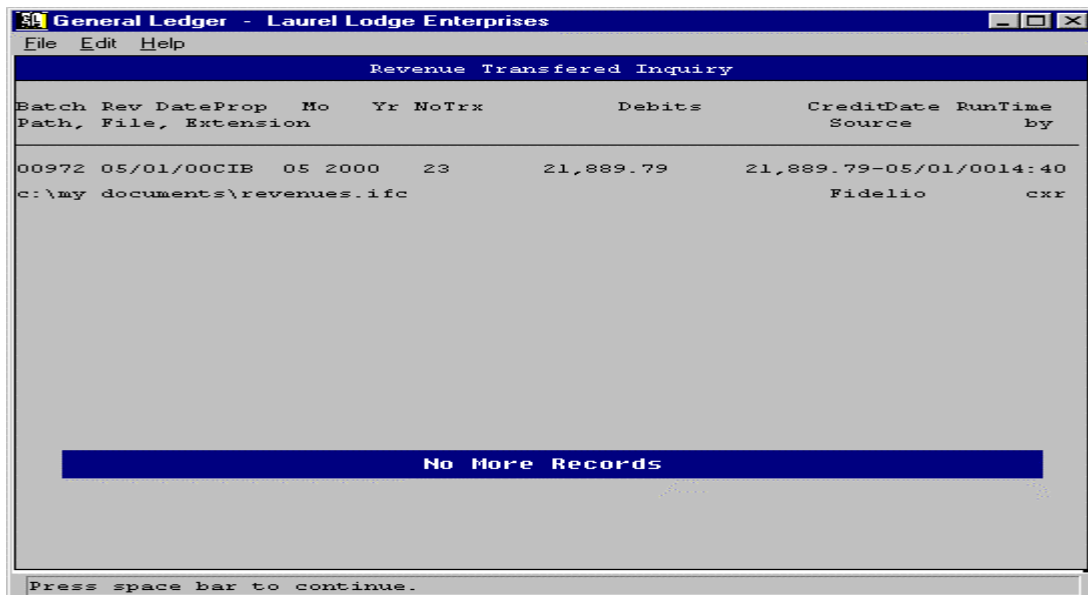 General Ledger - Laurel Lodge Enterprises
File Edit Help
Revenue Transfered Inquiry
Batch Rev DateProp Mo Yr NoTrx Debits CreditDate RunTime
Path, File, Extension Source by
00972 05/01/00CIB 05 2000 23 21,889.79 21,889.79-05/01/0014:40
c:\my documents\revenues.ifc Fidelio cxr
No More Records
Press space bar to continue.